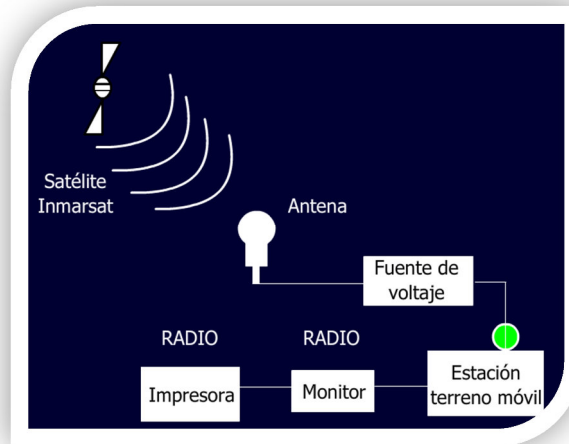 Satélite
Inmarsat
Antena
Fuente de
voltaje
RADIO
RADIO
Impresora
Monitor
Estación
terreno móvil